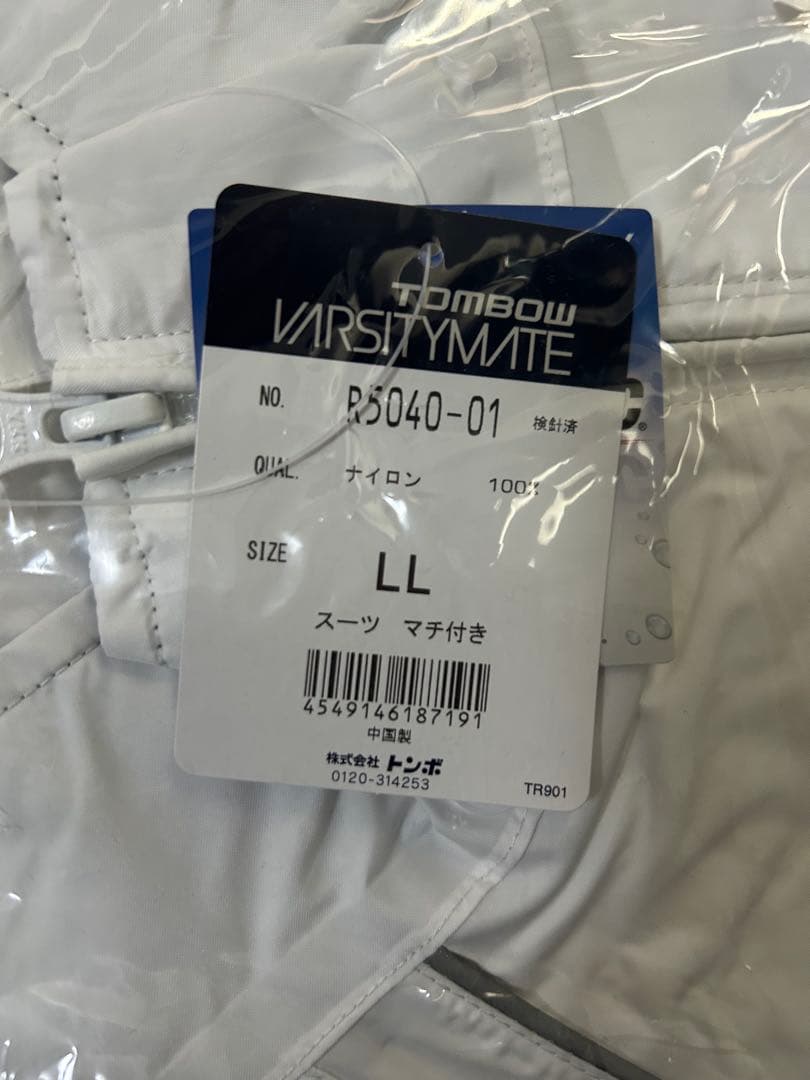 TOMBOW
VARSITYMATE
NO. R5040-01 検針済
QUAL. ナイロン 100%
SIZE LL
スーツ マチ付き
4549146187191
中国製
株式会社 トンボ
0120-314253
TR901
C®
YKK